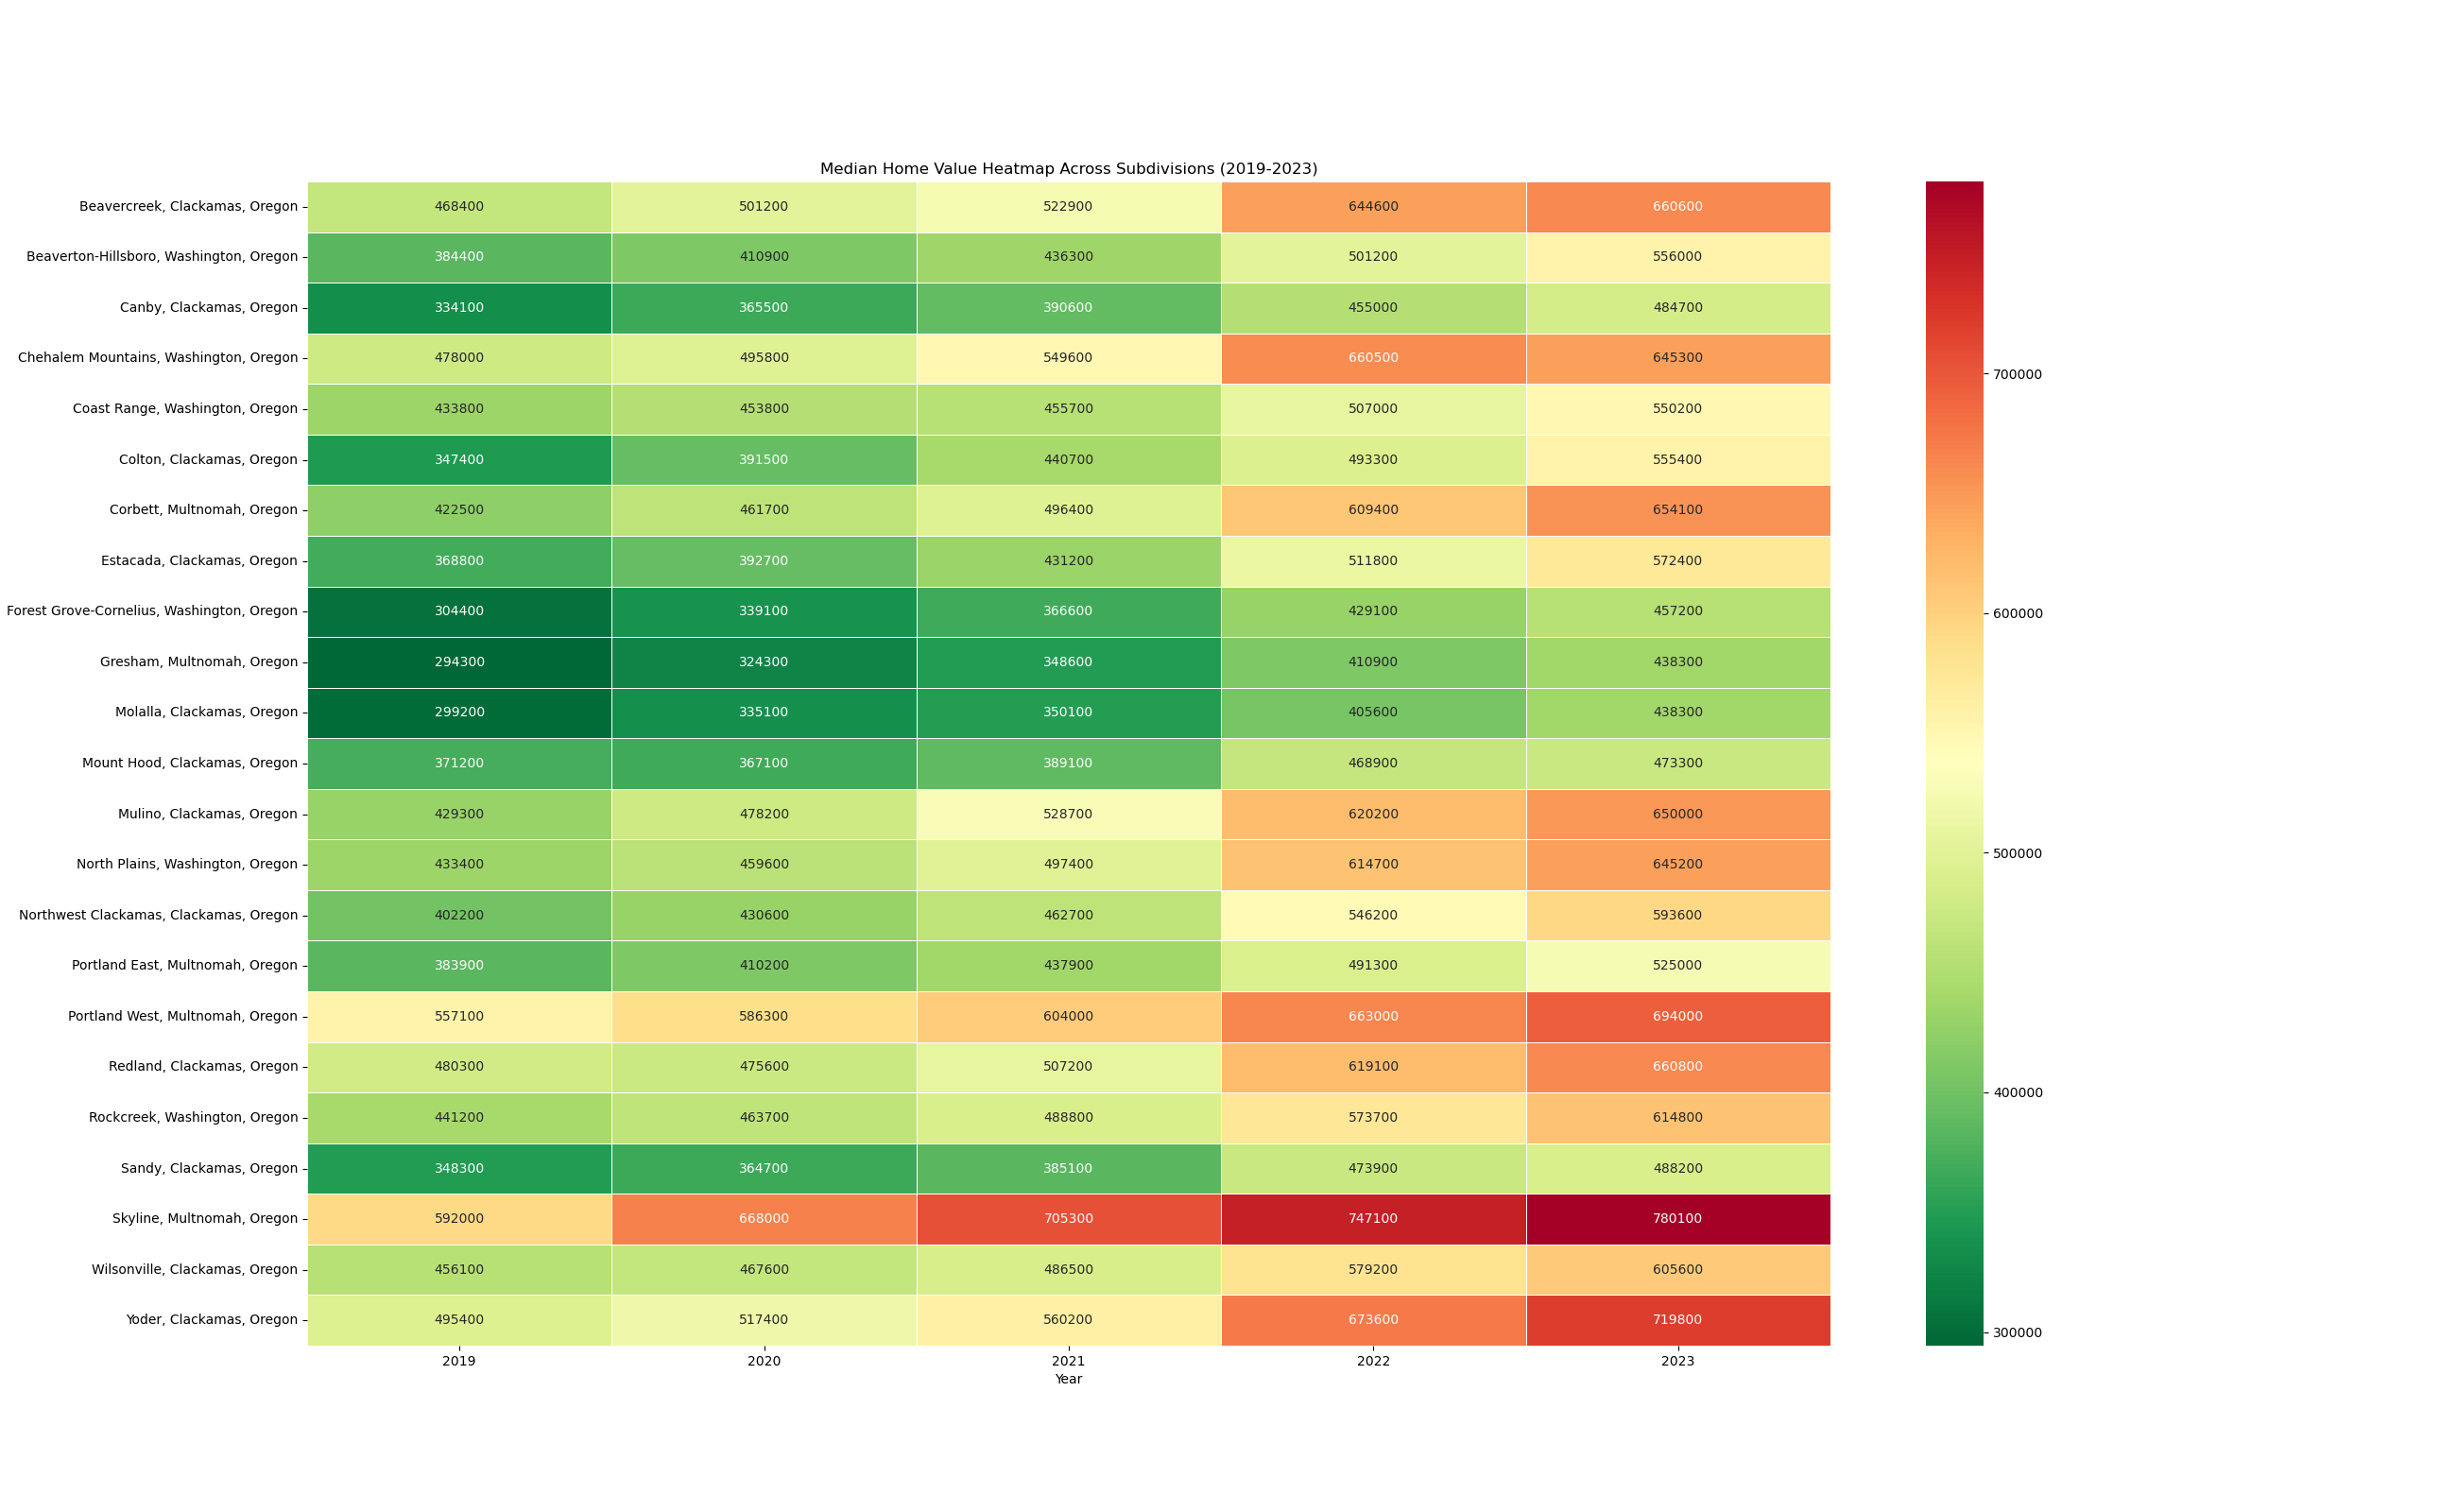 Median Home Value Heatmap Across Subdivisions (2019-2023)
Beavercreek, Clackamas, Oregon 468400 501200 522900 644600 660600
Beaverton-Hillsboro, Washington, Oregon 384400 410900 436300 501200 556000
Canby, Clackamas, Oregon 334100 365500 390600 455000 484700
Chehalem Mountains, Washington, Oregon 478000 495800 549600 660500 645300
Coast Range, Washington, Oregon 433800 453800 455700 507000 550200
Colton, Clackamas, Oregon 347400 391500 440700 493300 555400
Corbett, Multnomah, Oregon 422500 461700 496400 609400 654100
Estacada, Clackamas, Oregon 368800 392700 431200 511800 572400
Forest Grove-Cornelius, Washington, Oregon 304400 339100 366600 429100 457200
Gresham, Multnomah, Oregon 294300 324300 348600 410900 438300
Molalla, Clackamas, Oregon 299200 335100 350100 405600 438300
Mount Hood, Clackamas, Oregon 371200 367100 389100 468900 473300
Mulino, Clackamas, Oregon 429300 478200 528700 620200 650000
North Plains, Washington, Oregon 433400 459600 497400 614700 645200
Northwest Clackamas, Clackamas, Oregon 402200 430600 462700 546200 593600
Portland East, Multnomah, Oregon 383900 410200 437900 491300 525000
Portland West, Multnomah, Oregon 557100 586300 604000 663000 694000
Redland, Clackamas, Oregon 480300 475600 507200 619100 660800
Rockcreek, Washington, Oregon 441200 463700 488800 573700 614800
Sandy, Clackamas, Oregon 348300 364700 385100 473900 488200
Skyline, Multnomah, Oregon 592000 668000 705300 747100 780100
Wilsonville, Clackamas, Oregon 456100 467600 486500 579200 605600
Yoder, Clackamas, Oregon 495400 517400 560200 673600 719800
2019 2020 2021 2022 2023
Year
700000
600000
500000
400000
300000